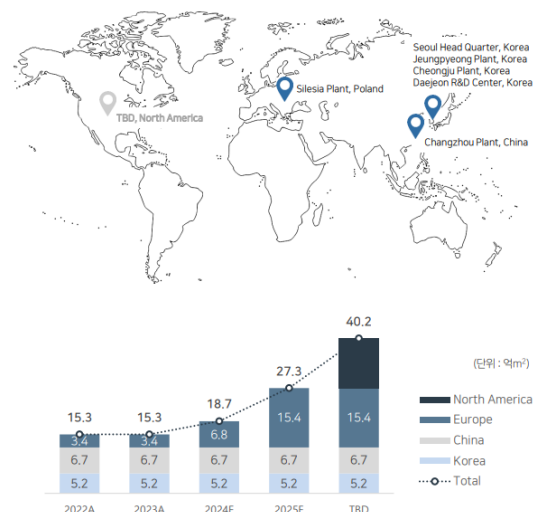 Seoul Head Quarter, Korea
Jeungpyeong Plant, Korea
Cheongju Plant, Korea
Daejeon R&D Center, Korea
Silesia Plant, Poland
TBD, North America
Changzhou Plant, China
40.2
(단위 : 억m²)
27.3
18.7
15.3 15.3
North America
Europe
China
Korea
Total
3.4 3.4 6.8 15.4 15.4
6.7 6.7 6.7 6.7 6.7
5.2 5.2 5.2 5.2 5.2
2022A 2023A 2024E 2025E TBD